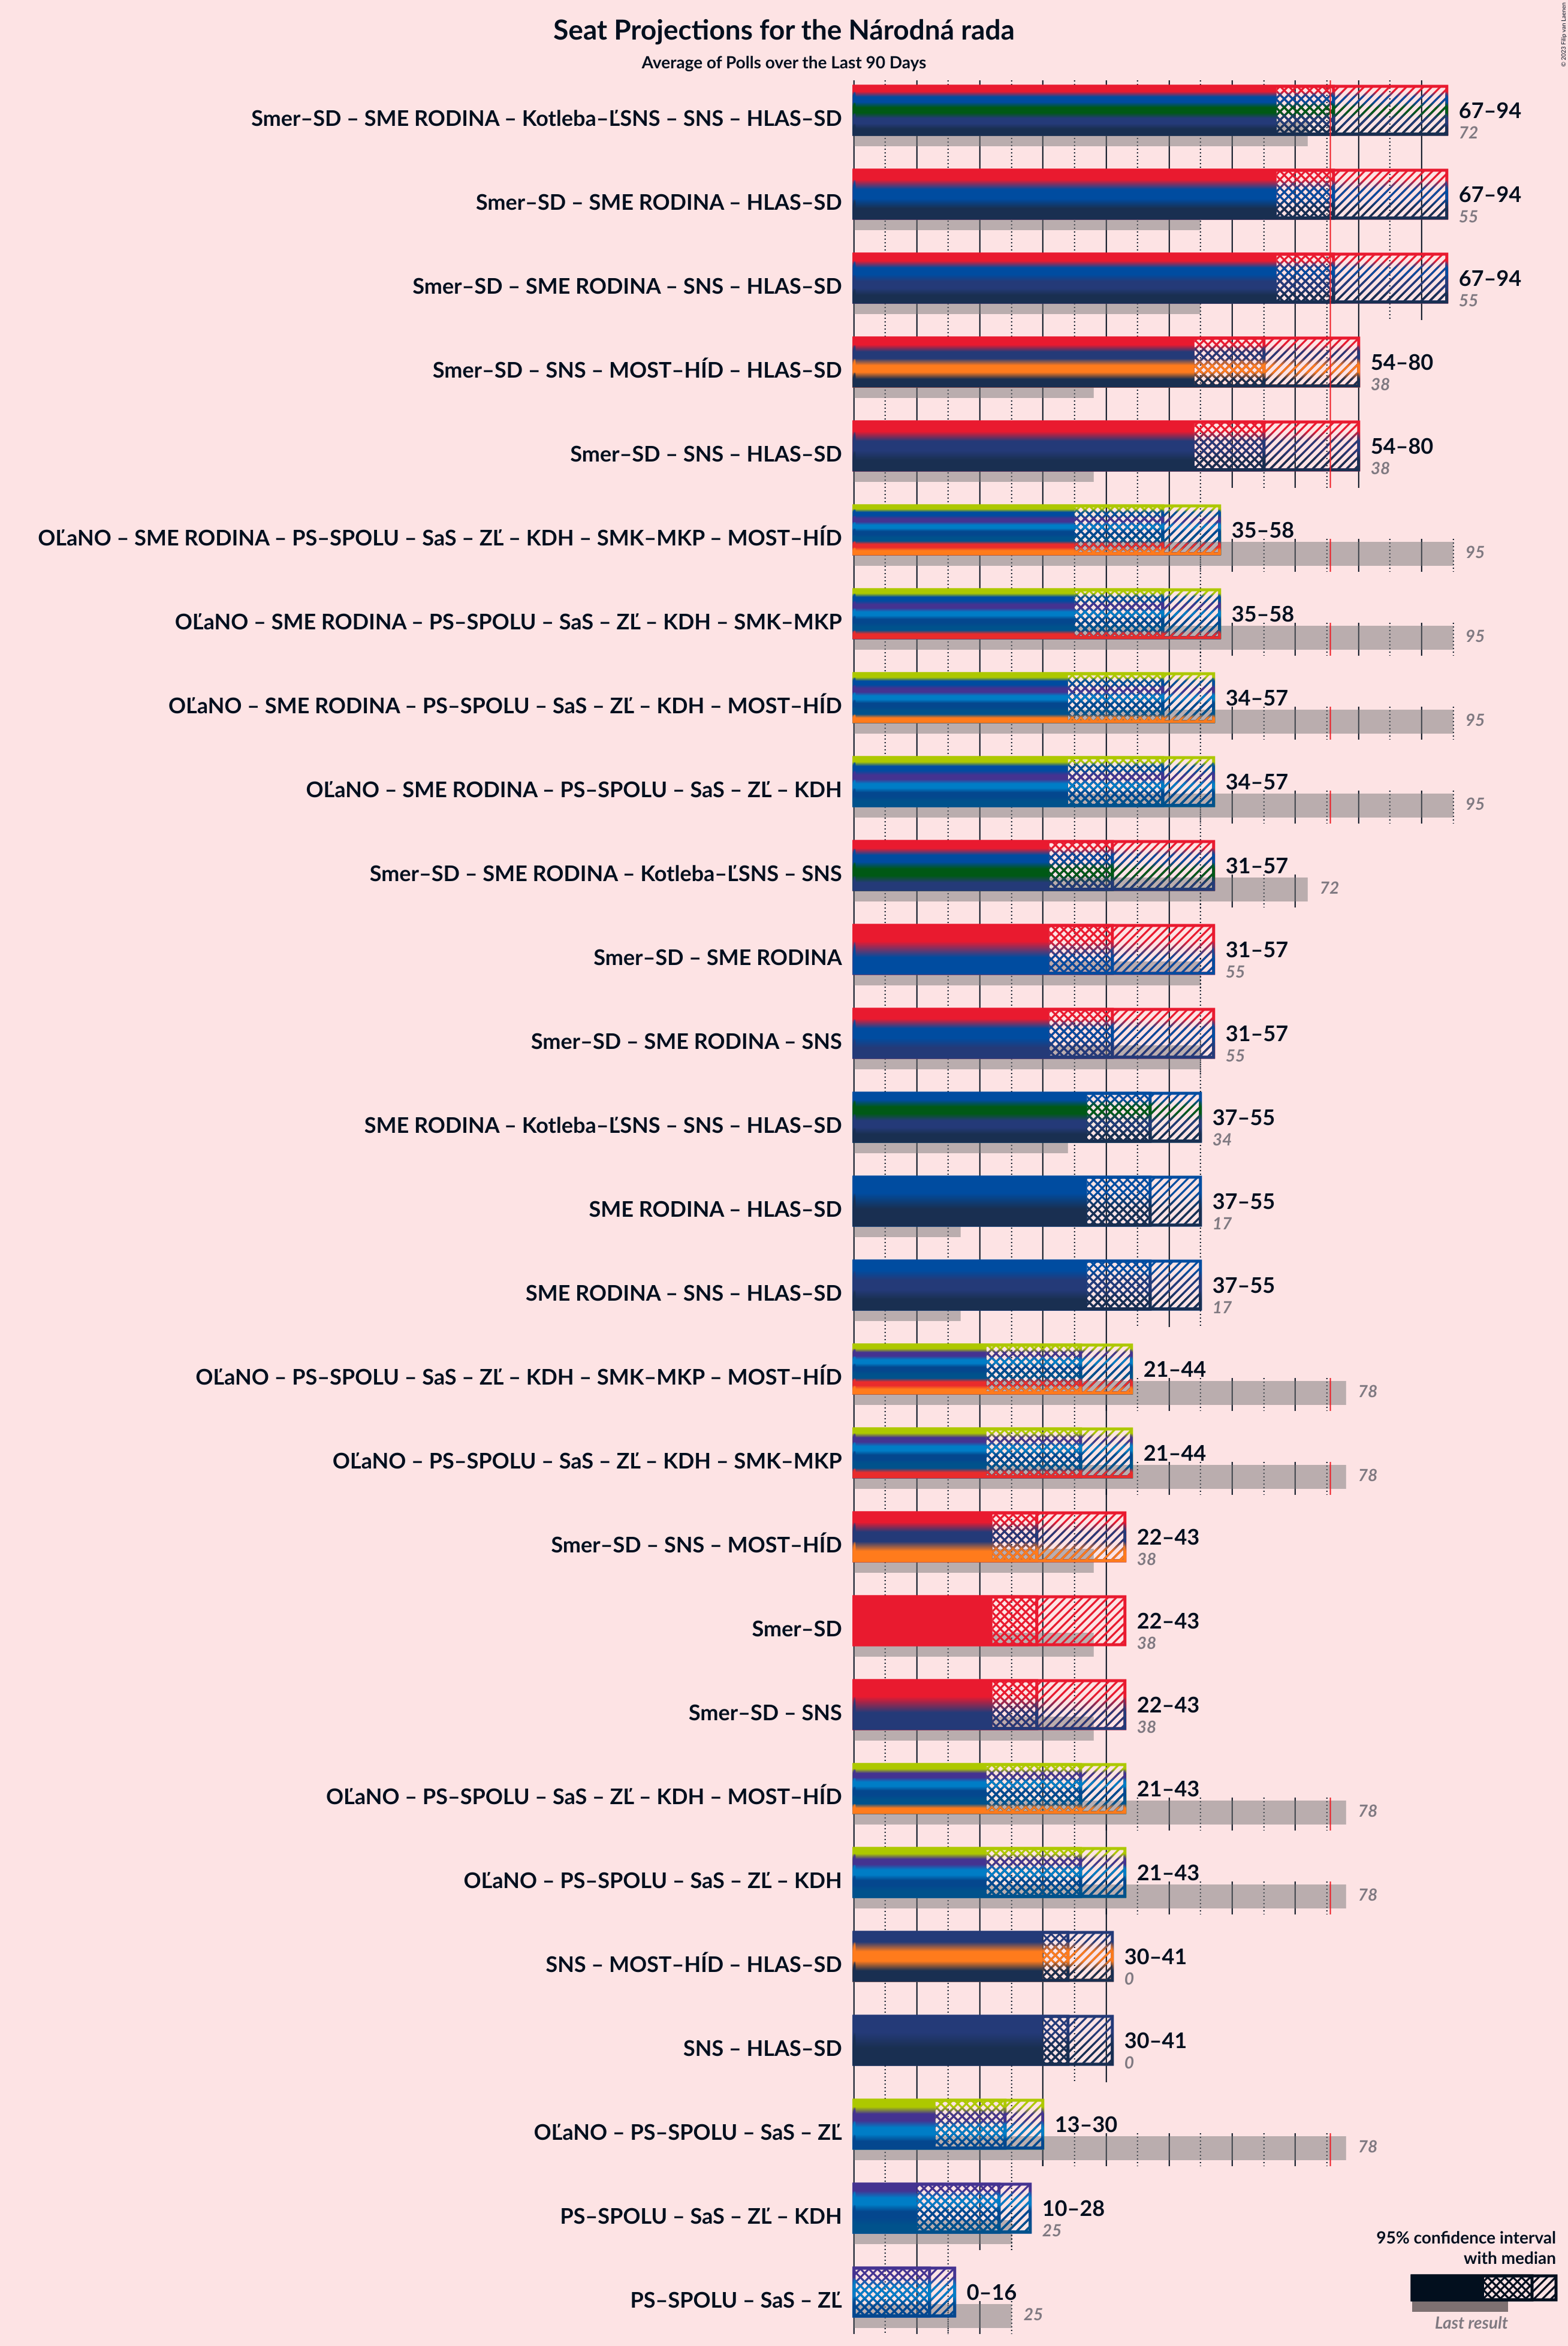 Seat Projections for the Národná rada
Average of Polls over the Last 90 Days
© 2023 Filip van Laenen
Smer–SD – SME RODINA – Kotleba–ĽSNS – SNS – HLAS–SD
67–94
72
Smer–SD – SME RODINA – HLAS–SD
67–94
55
Smer–SD – SME RODINA – SNS – HLAS–SD
67–94
55
Smer–SD – SNS – MOST–HÍD – HLAS–SD
54–80
38
Smer–SD – SNS – HLAS–SD
54–80
38
OĽaNO – SME RODINA – PS–SPOLU – SaS – ZĽ – KDH – SMK–MKP – MOST–HÍD
35–58
95
OĽaNO – SME RODINA – PS–SPOLU – SaS – ZĽ – KDH – SMK–MKP
35–58
95
OĽaNO – SME RODINA – PS–SPOLU – SaS – ZĽ – KDH – MOST–HÍD
34–57
95
OĽaNO – SME RODINA – PS–SPOLU – SaS – ZĽ – KDH
34–57
95
Smer–SD – SME RODINA – Kotleba–ĽSNS – SNS
31–57
72
Smer–SD – SME RODINA
31–57
55
Smer–SD – SME RODINA – SNS
31–57
55
SME RODINA – Kotleba–ĽSNS – SNS – HLAS–SD
37–55
34
SME RODINA – HLAS–SD
37–55
17
SME RODINA – SNS – HLAS–SD
37–55
17
OĽaNO – PS–SPOLU – SaS – ZĽ – KDH – SMK–MKP – MOST–HÍD
21–44
78
OĽaNO – PS–SPOLU – SaS – ZĽ – KDH – SMK–MKP
21–44
78
Smer–SD – SNS – MOST–HÍD
22–43
38
Smer–SD
22–43
38
Smer–SD – SNS
22–43
38
OĽaNO – PS–SPOLU – SaS – ZĽ – KDH – MOST–HÍD
21–43
78
OĽaNO – PS–SPOLU – SaS – ZĽ – KDH
21–43
78
SNS – MOST–HÍD – HLAS–SD
30–41
0
SNS – HLAS–SD
30–41
0
OĽaNO – PS–SPOLU – SaS – ZĽ
13–30
78
PS–SPOLU – SaS – ZĽ – KDH
10–28
25
PS–SPOLU – SaS – ZĽ
0–16
25
95% confidence interval
with median
Last result